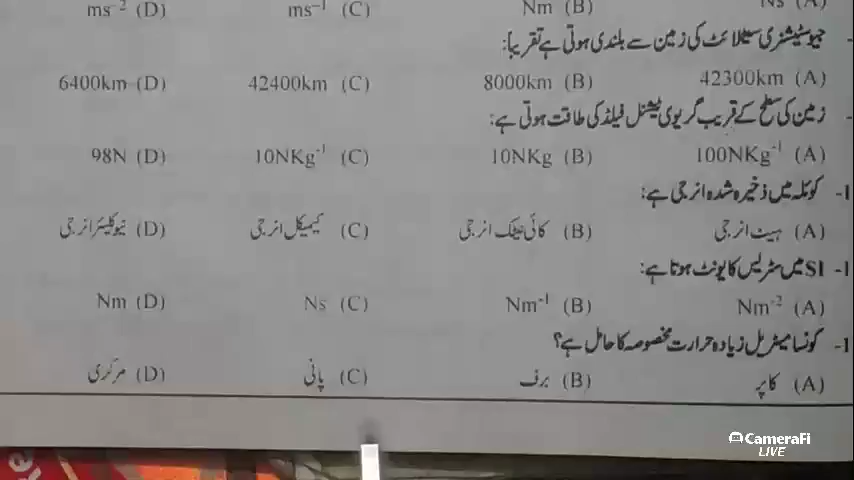 Ns (A) Nm (B) ms⁻¹ (C) ms⁻² (D)
- جیوسٹیشنری سیٹلائٹ کی زمین سے بلندی ہوتی ہے تقریباً:
42300km (A) 8000km (B) 42400km (C) 6400km (D)
- زمین کی سطح کے قریب گریوی ٹیشنل فیلڈ کی طاقت ہوتی ہے:
100NKg⁻¹ (A) 10NKg (B) 10NKg⁻¹ (C) 98N (D)
1- کوئلہ میں ذخیرہ شدہ انرجی ہے:
(A) ہیٹ انرجی (B) کائی نیٹک انرجی (C) کیمیکل انرجی (D) نیوکلیئر انرجی
1- SI میں سٹریس کا یونٹ ہوتا ہے:
Nm⁻² (A) Nm⁻¹ (B) Ns (C) Nm (D)
1- کونسا میٹریل زیادہ حرارت مخصوصہ کا حامل ہے؟
(A) کاپر (B) برف (C) پانی (D) مرکری
CameraFi
LIVE